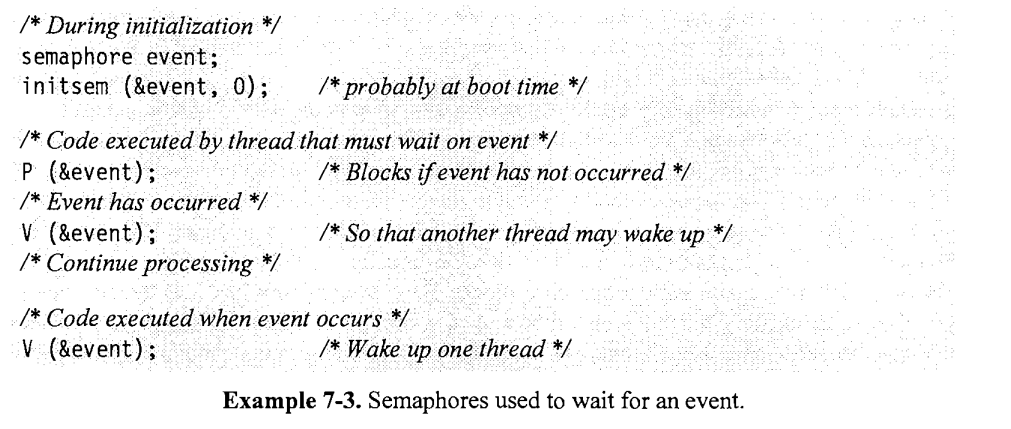 /* During initialization */
semaphore event;
initsem (&event, 0); /* probably at boot time */
/* Code executed by thread that must wait on event */
P (&event); /* Blocks if event has not occurred */
/* Event has occurred */
V (&event); /* So that another thread may wake up */
/* Continue processing */
/* Code executed when event occurs */
V (&event); /* Wake up one thread */
Example 7-3. Semaphores used to wait for an event.